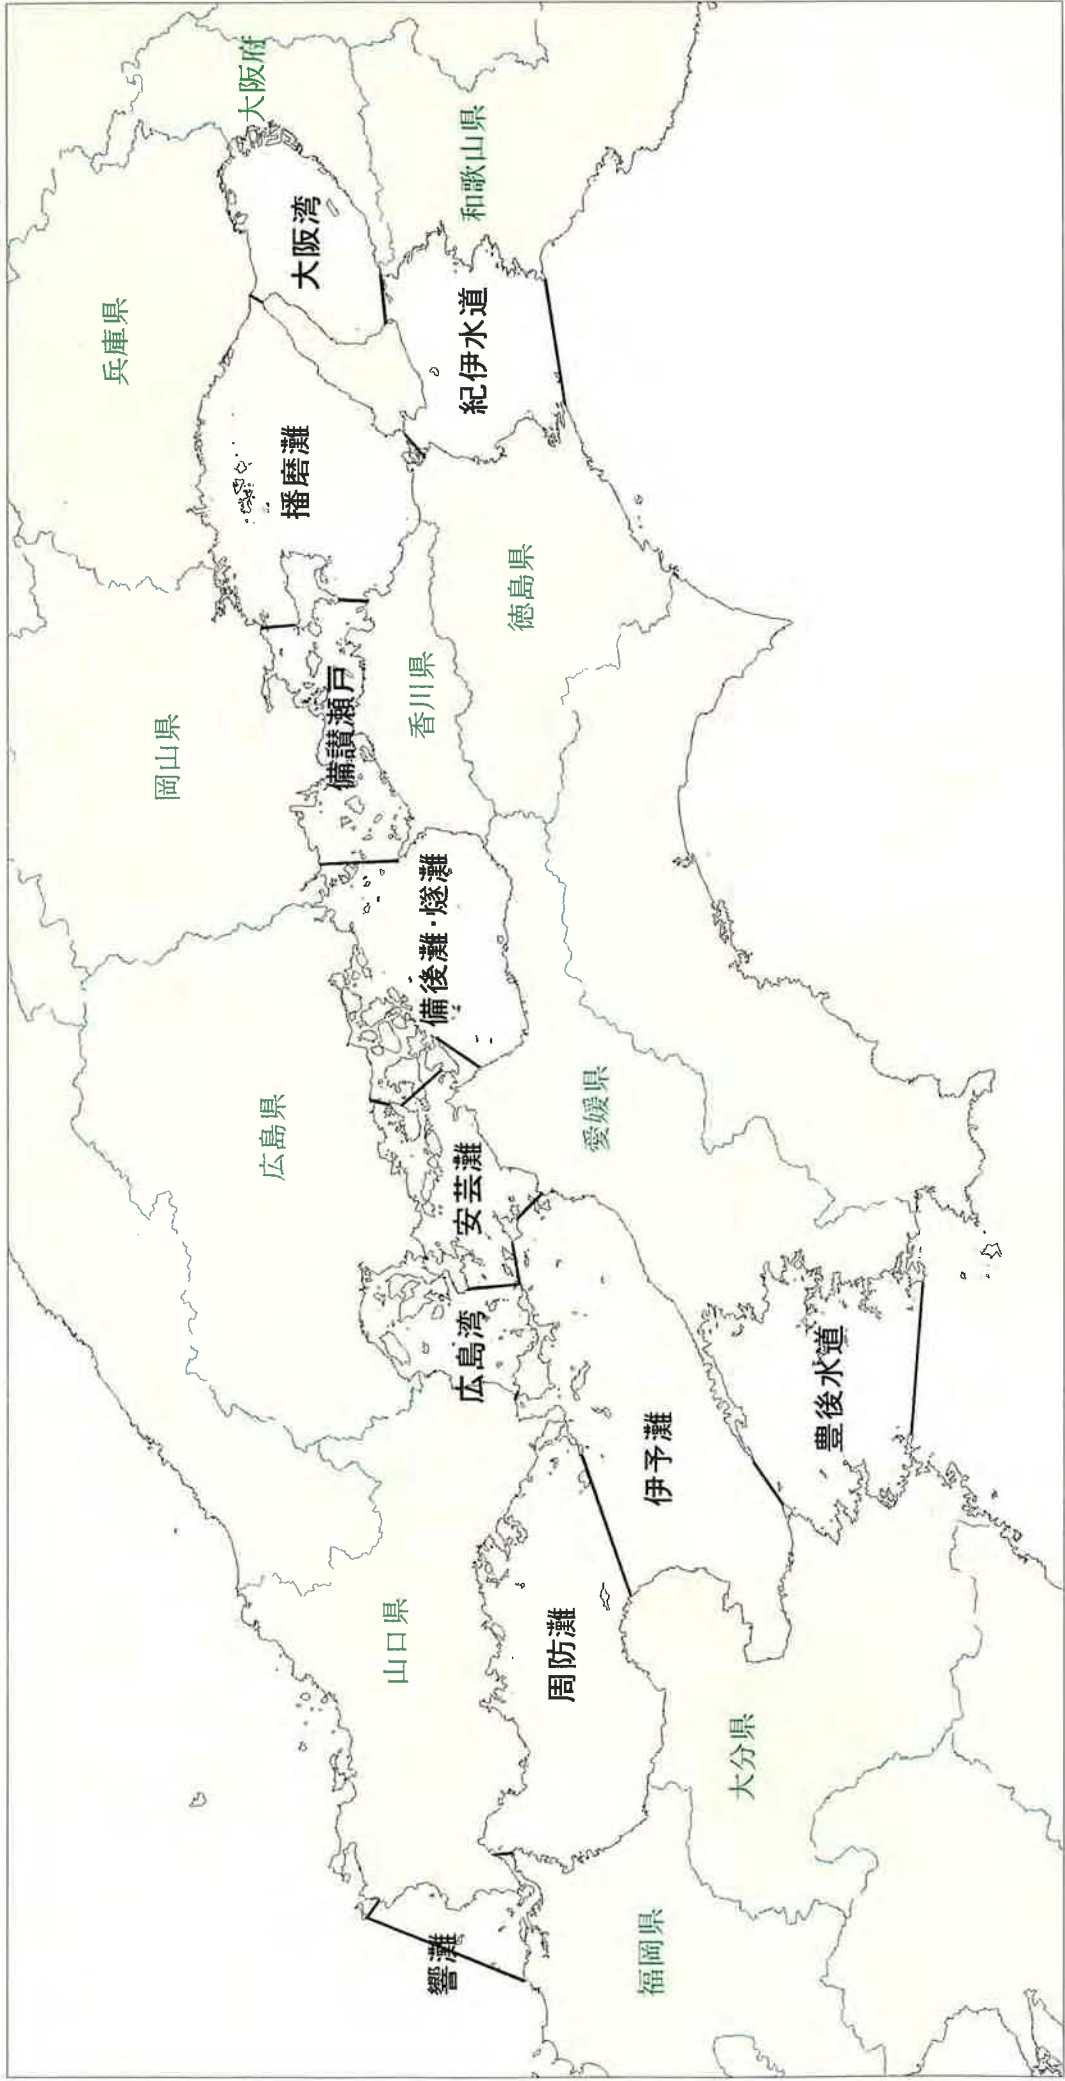 大阪府
兵庫県
和歌山県
大阪湾
紀伊水道
播磨灘
徳島県
香川県
備讃瀬戸
岡山県
備後灘・燧灘
広島県
愛媛県
安芸灘
広島湾
伊予灘
豊後水道
山口県
周防灘
大分県
響灘
福岡県